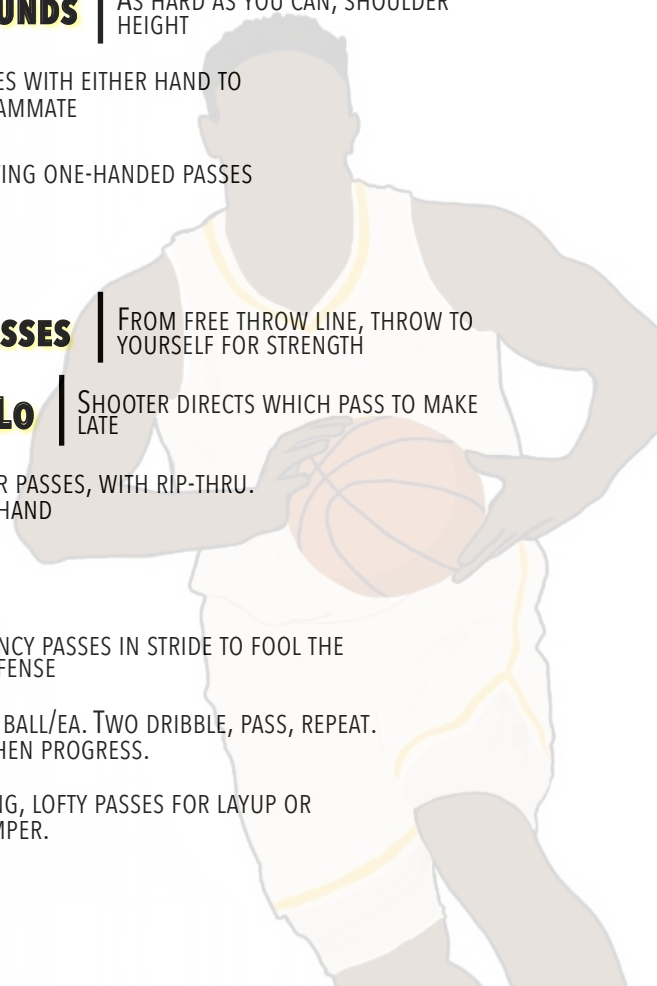 UNDS
AS HARD AS YOU CAN, SHOULDER
HEIGHT
ES WITH EITHER HAND TO
AMMATE
ING ONE-HANDED PASSES
SSES
FROM FREE THROW LINE, THROW TO
YOURSELF FOR STRENGTH
LO
SHOOTER DIRECTS WHICH PASS TO MAKE
LATE
R PASSES, WITH RIP-THRU.
HAND
NCY PASSES IN STRIDE TO FOOL THE
FENSE
BALL/EA. TWO DRIBBLE, PASS, REPEAT.
HEN PROGRESS.
NG, LOFTY PASSES FOR LAYUP OR
MPER.